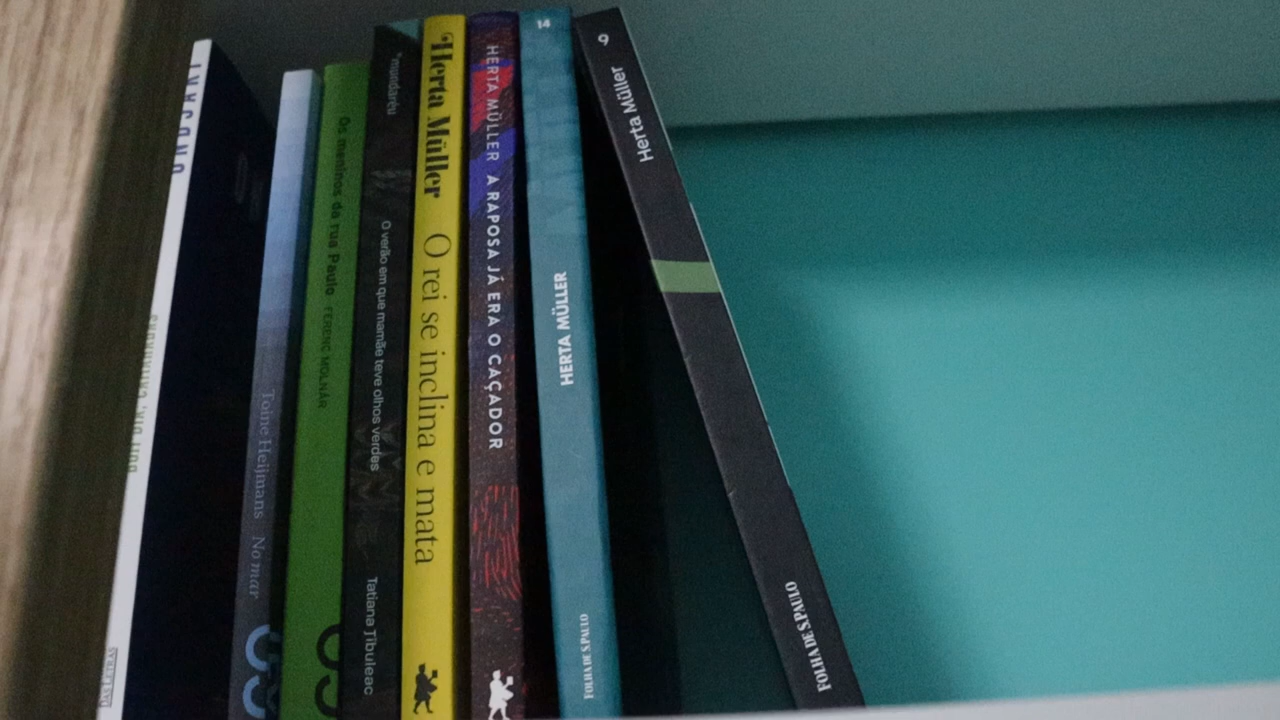 Toine Heijmans No mar
Os meninos da rua Paulo FERENC MOLNÁR
mundaréu O verão em que mamãe teve olhos verdes Tatiana Țîbuleac
Herta Müller O rei se inclina e mata
HERTA MÜLLER A RAPOSA JÁ ERA O CAÇADOR
14 HERTA MÜLLER FOLHA DE S.PAULO
9 Herta Müller FOLHA DE S.PAULO